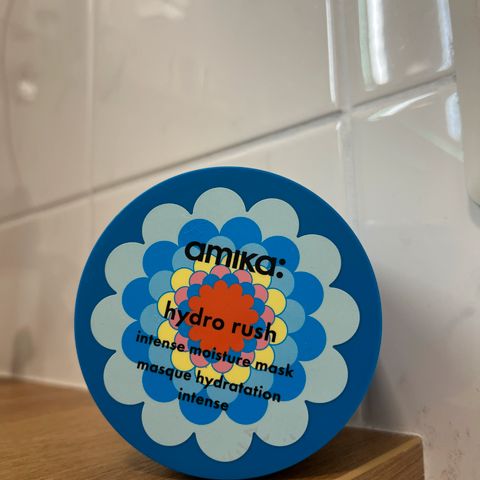 amika:
hydro rush
intense moisture mask
masque hydratation
intense